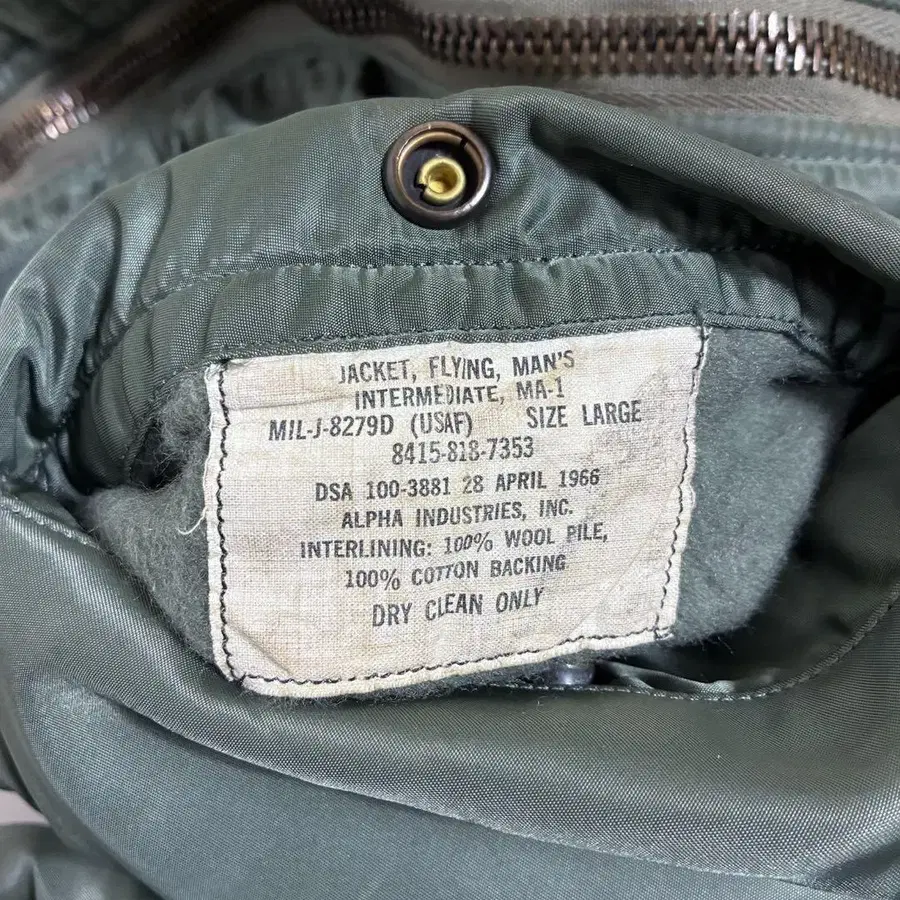 JACKET, FLYING, MAN'S
INTERMEDIATE, MA-1
MIL-J-8279D (USAF) SIZE LARGE
8415-818-7353
DSA 100-3881 28 APRIL 1966
ALPHA INDUSTRIES, INC.
INTERLINING: 100% WOOL PILE,
100% COTTON BACKING
DRY CLEAN ONLY